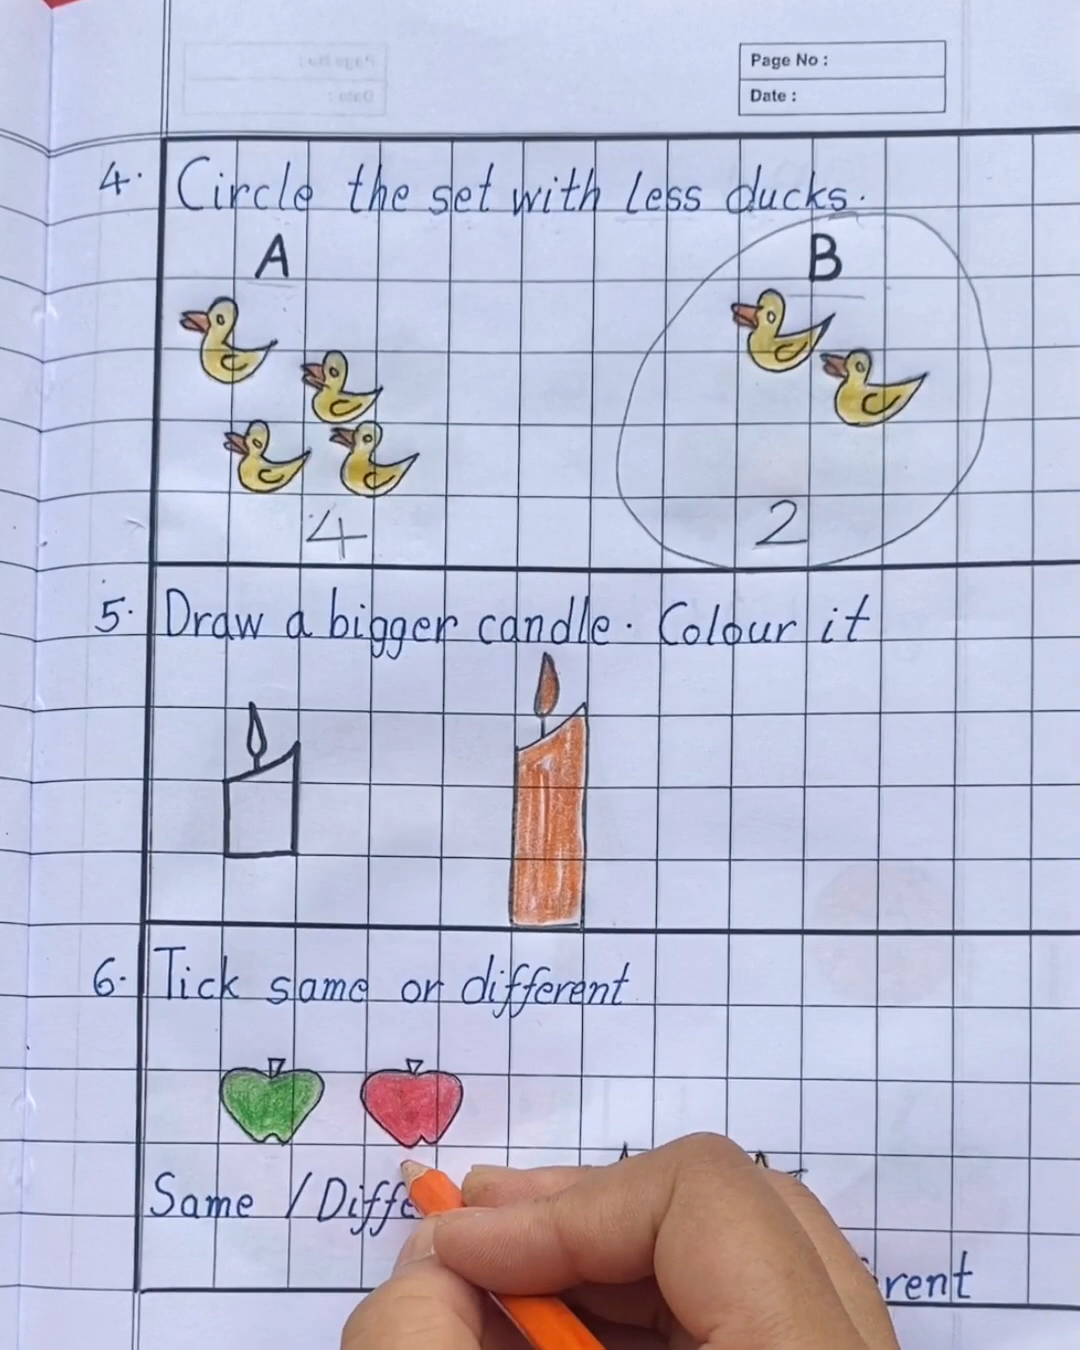 Page No :
Date :
4. Circle the set with less ducks.
A B
4 2
5. Draw a bigger candle. Colour it
6. Tick same or different
Same / Diffe
rent